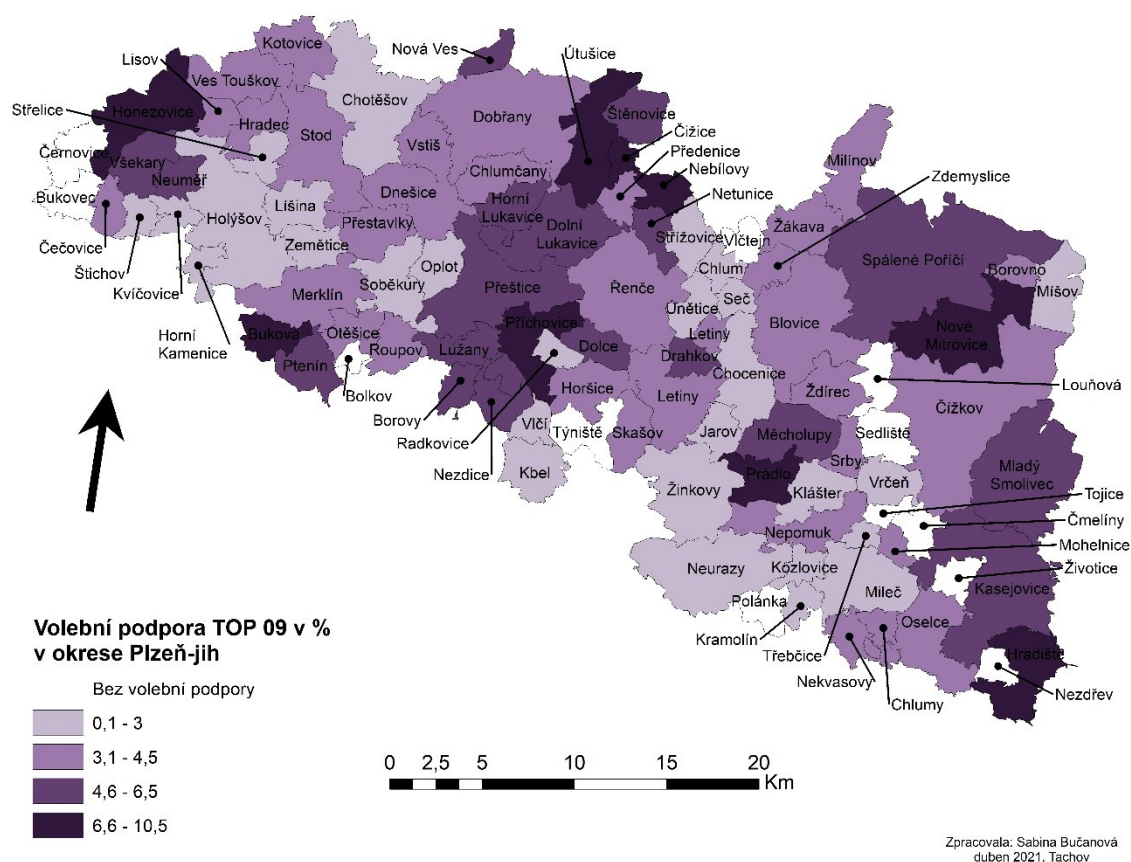 Kotovice
Nová Ves
Lisov
Útušice
Ves Touškov
Chotěšov
Štěnovice
Střelice
Honezovice
Hradec
Stod
Dobřany
Čižice
Vstiš
Předenice
Milínov
Černovice
Všekary
Chlumčany
Nebílovy
Zdemyslice
Neuměř
Dnešice
Netunice
Bukovec
Líšina
Horní
Lukavice
Dolní
Lukavice
Holýšov
Přestavlky
Střížovice
Vlčtejn
Žákava
Čečovice
Zemětice
Oplot
Chlum
Spálené Poříčí
Borovno
Štichov
Soběkury
Přeštice
Řenče
Seč
Míšov
Kvíčovice
Merklín
Únětice
Blovice
Horní
Kamenice
Buková
Otěšice
Příchovice
Letiny
Nové
Mitrovice
Roupov
Lužany
Dolce
Drahkov
Chocenice
Ptenín
Bolkov
Horšice
Letiny
Ždírec
Louňová
Čížkov
Borovy
Radkovice
Vlčí
Týniště
Skašov
Jarov
Měcholupy
Sedliště
Nezdice
Kbel
Srby
Mladý
Smolivec
Žinkovy
Prádlo
Klášter
Vrčeň
Tojice
Čmelíny
Nepomuk
Mohelnice
Neurazy
Kozlovice
Životice
Mileč
Kasejovice
Polánka
Kramolín
Oselce
Třebčice
Hradiště
Nekvasovy
Nezdřev
Chlumy
Volební podpora TOP 09 v %
v okrese Plzeň-jih
Bez volební podpory
0,1 - 3
3,1 - 4,5
4,6 - 6,5
6,6 - 10,5
0 2,5 5 10 15 20
Km
Zpracovala: Sabina Bučanová
duben 2021. Tachov